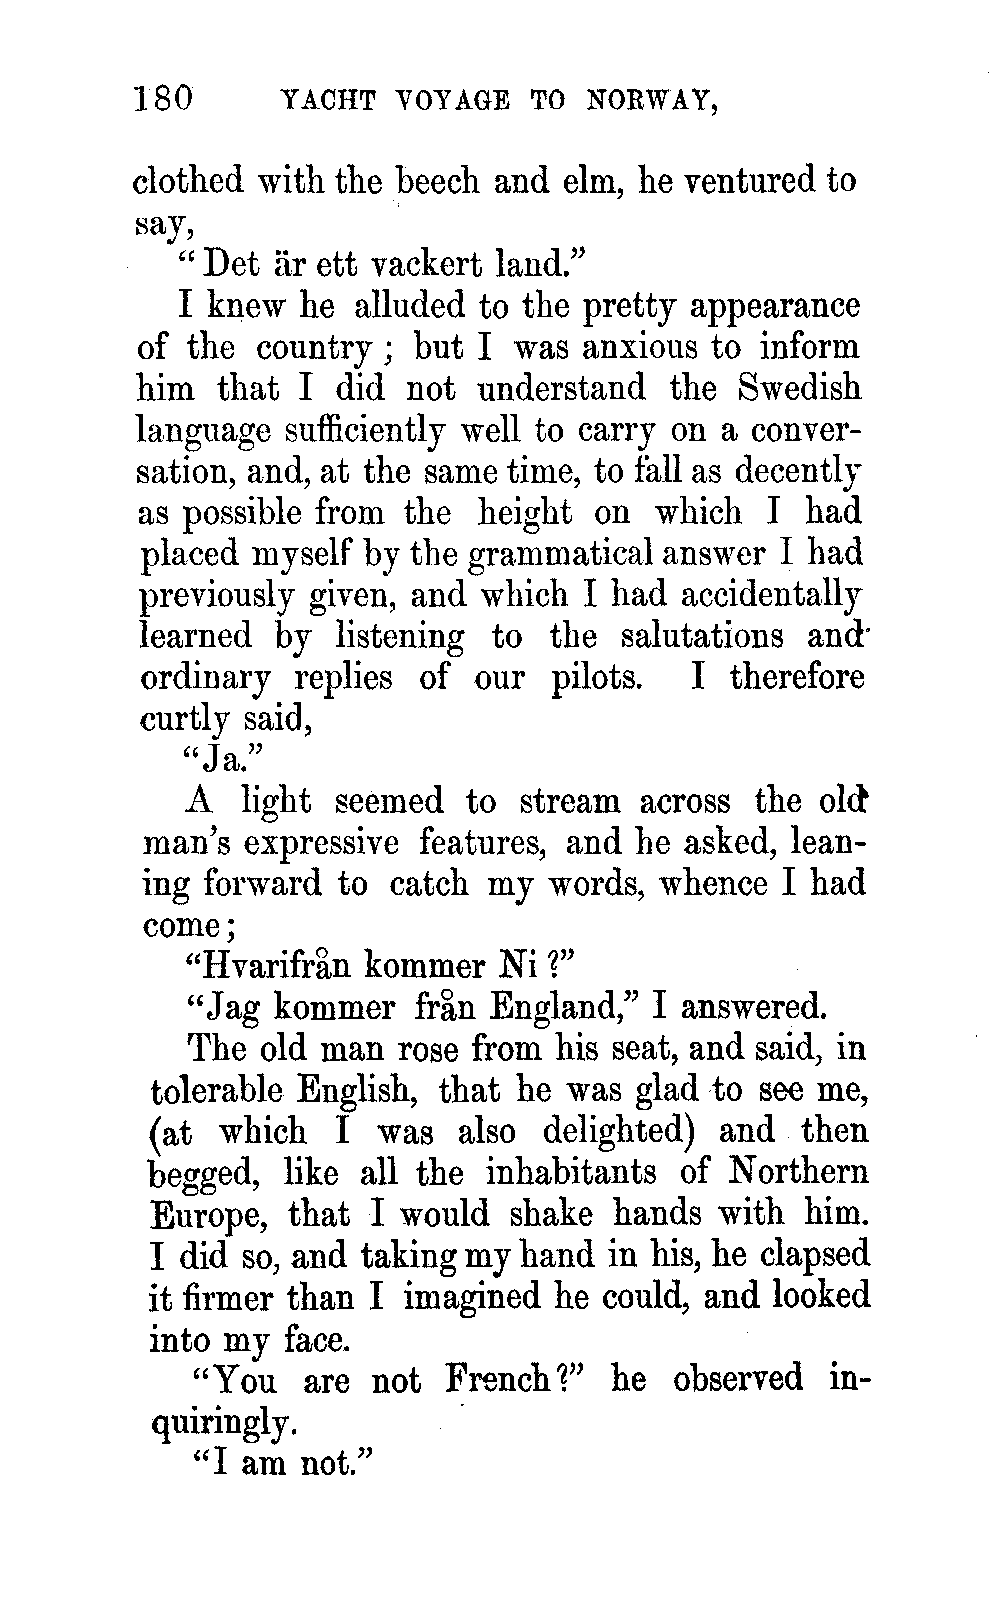 180 YACHT VOYAGE TO NORWAY,
clothed with the beech and elm, he ventured to
say,
“Det är ett vackert land.”
I knew he alluded to the pretty appearance
of the country; but I was anxious to inform
him that I did not understand the Swedish
language sufficiently well to carry on a conver-
sation, and, at the same time, to fall as decently
as possible from the height on which I had
placed myself by the grammatical answer I had
previously given, and which I had accidentally
learned by listening to the salutations and
ordinary replies of our pilots. I therefore
curtly said,
“Ja.”
A light seemed to stream across the old
man’s expressive features, and he asked, lean-
ing forward to catch my words, whence I had
come;
“Hvarifrån kommer Ni?”
“Jag kommer från England,” I answered.
The old man rose from his seat, and said, in
tolerable English, that he was glad to see me,
(at which I was also delighted) and then
begged, like all the inhabitants of Northern
Europe, that I would shake hands with him.
I did so, and taking my hand in his, he clapsed
it firmer than I imagined he could, and looked
into my face.
“You are not French?” he observed in-
quiringly.
“I am not.”